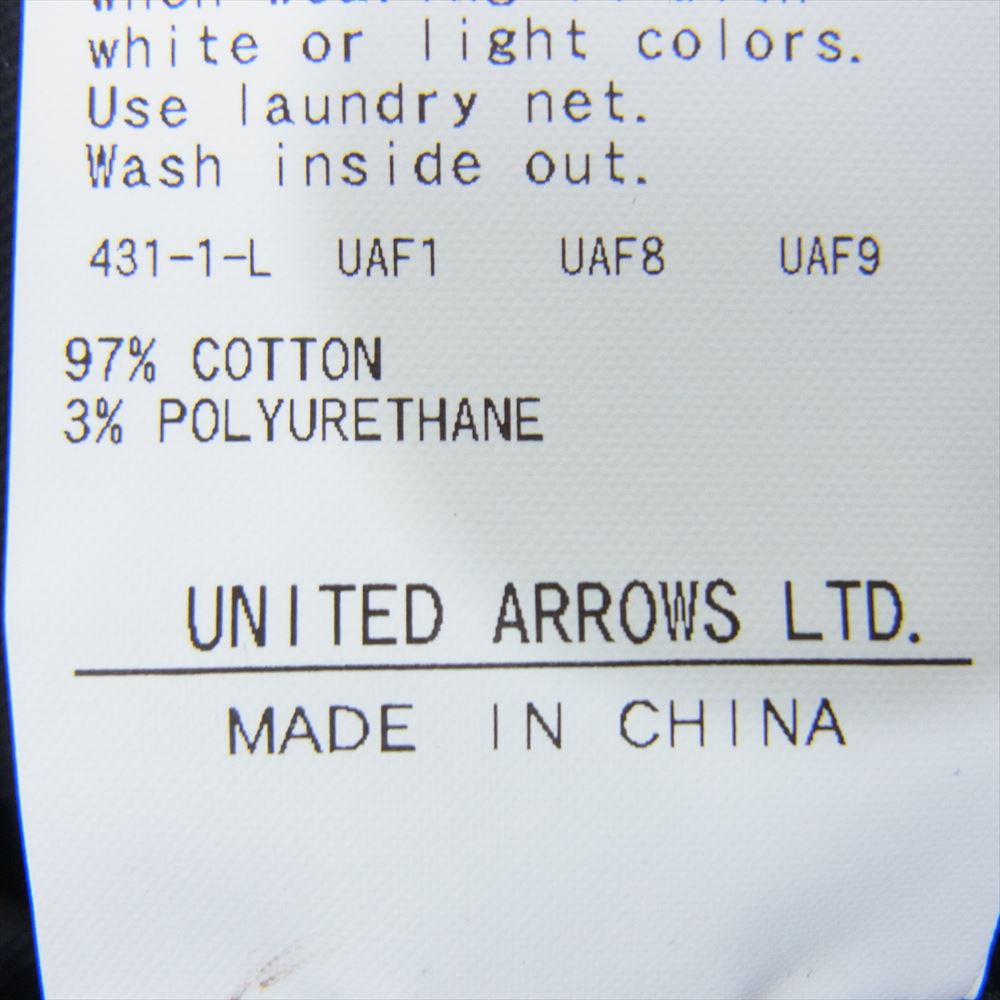 white or light colors.
Use laundry net.
Wash inside out.
431-1-L UAF1 UAF8 UAF9
97% COTTON
3% POLYURETHANE
UNITED ARROWS LTD.
MADE IN CHINA